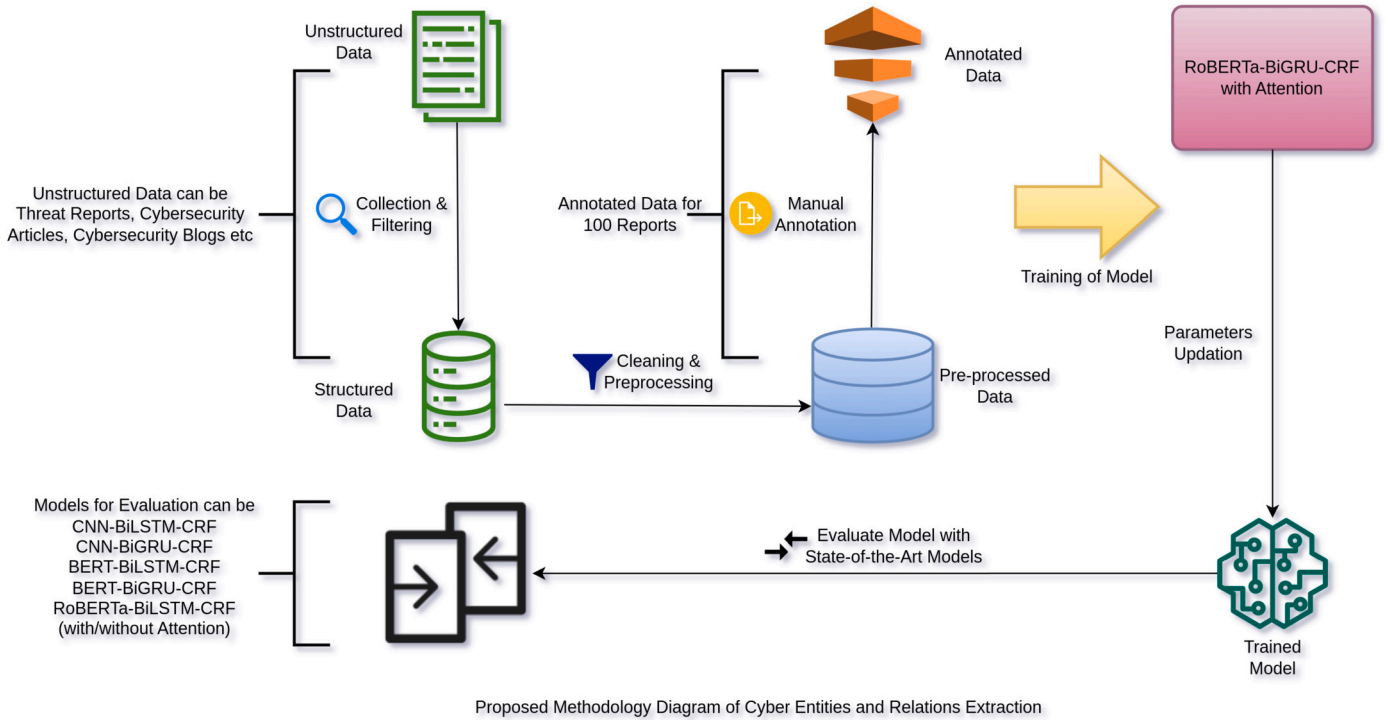 Unstructured
Data
Unstructured Data can be
Threat Reports, Cybersecurity
Articles, Cybersecurity Blogs etc
Collection &
Filtering
Structured
Data
Cleaning &
Preprocessing
Pre-processed
Data
Annotated Data for
100 Reports
Manual
Annotation
Annotated
Data
Training of Model
RoBERTa-BiGRU-CRF
with Attention
Parameters
Updation
Trained
Model
Evaluate Model with
State-of-the-Art Models
Models for Evaluation can be
CNN-BiLSTM-CRF
CNN-BiGRU-CRF
BERT-BiLSTM-CRF
BERT-BiGRU-CRF
RoBERTa-BiLSTM-CRF
(with/without Attention)
Proposed Methodology Diagram of Cyber Entities and Relations Extraction